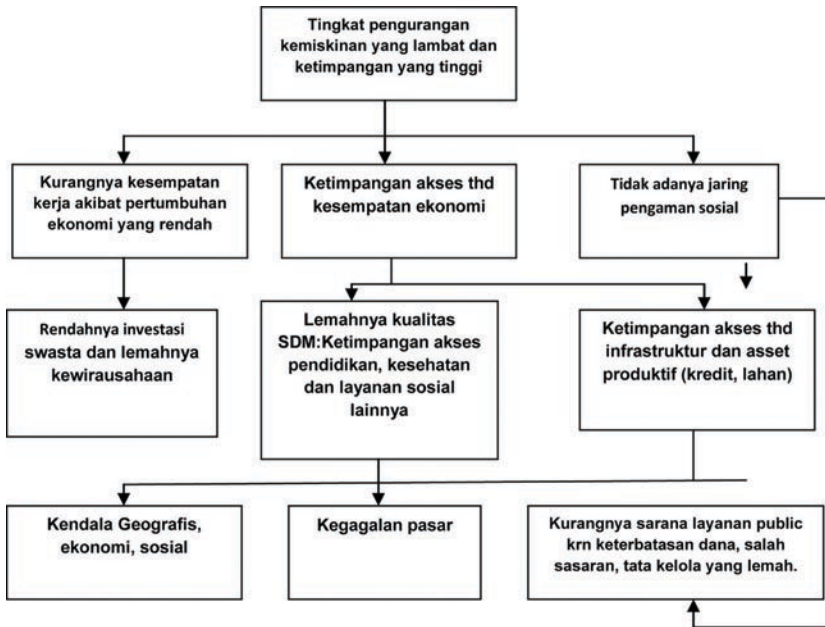 Tingkat pengurangan
kemiskinan yang lambat dan
ketimpangan yang tinggi
Kurangnya kesempatan
kerja akibat pertumbuhan
ekonomi yang rendah
Ketimpangan akses thd
kesempatan ekonomi
Tidak adanya jaring
pengaman sosial
Rendahnya investasi
swasta dan lemahnya
kewirausahaan
Lemahnya kualitas
SDM:Ketimpangan akses
pendidikan, kesehatan
dan layanan sosial
lainnya
Ketimpangan akses thd
infrastruktur dan asset
produktif (kredit, lahan)
Kendala Geografis,
ekonomi, sosial
Kegagalan pasar
Kurangnya sarana layanan public
krn keterbatasan dana, salah
sasaran, tata kelola yang lemah.